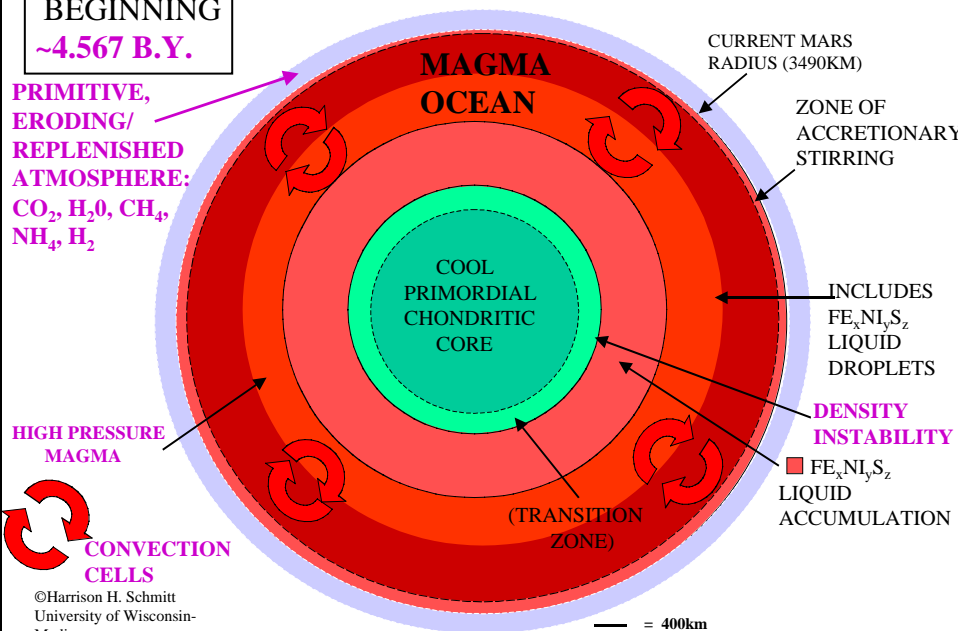 BEGINNING
~4.567 B.Y.
PRIMITIVE,
ERODING/
REPLENISHED
ATMOSPHERE:
CO₂, H₂0, CH₄,
NH₄, H₂
MAGMA
OCEAN
CURRENT MARS
RADIUS (3490KM)
ZONE OF
ACCRETIONARY
STIRRING
COOL
PRIMORDIAL
CHONDRITIC
CORE
INCLUDES
FEₓNIᵧS_z
LIQUID
DROPLETS
DENSITY
INSTABILITY
FEₓNIᵧS_z
LIQUID
ACCUMULATION
HIGH PRESSURE
MAGMA
(TRANSITION
ZONE)
CONVECTION
CELLS
©Harrison H. Schmitt
University of Wisconsin-
= 400km